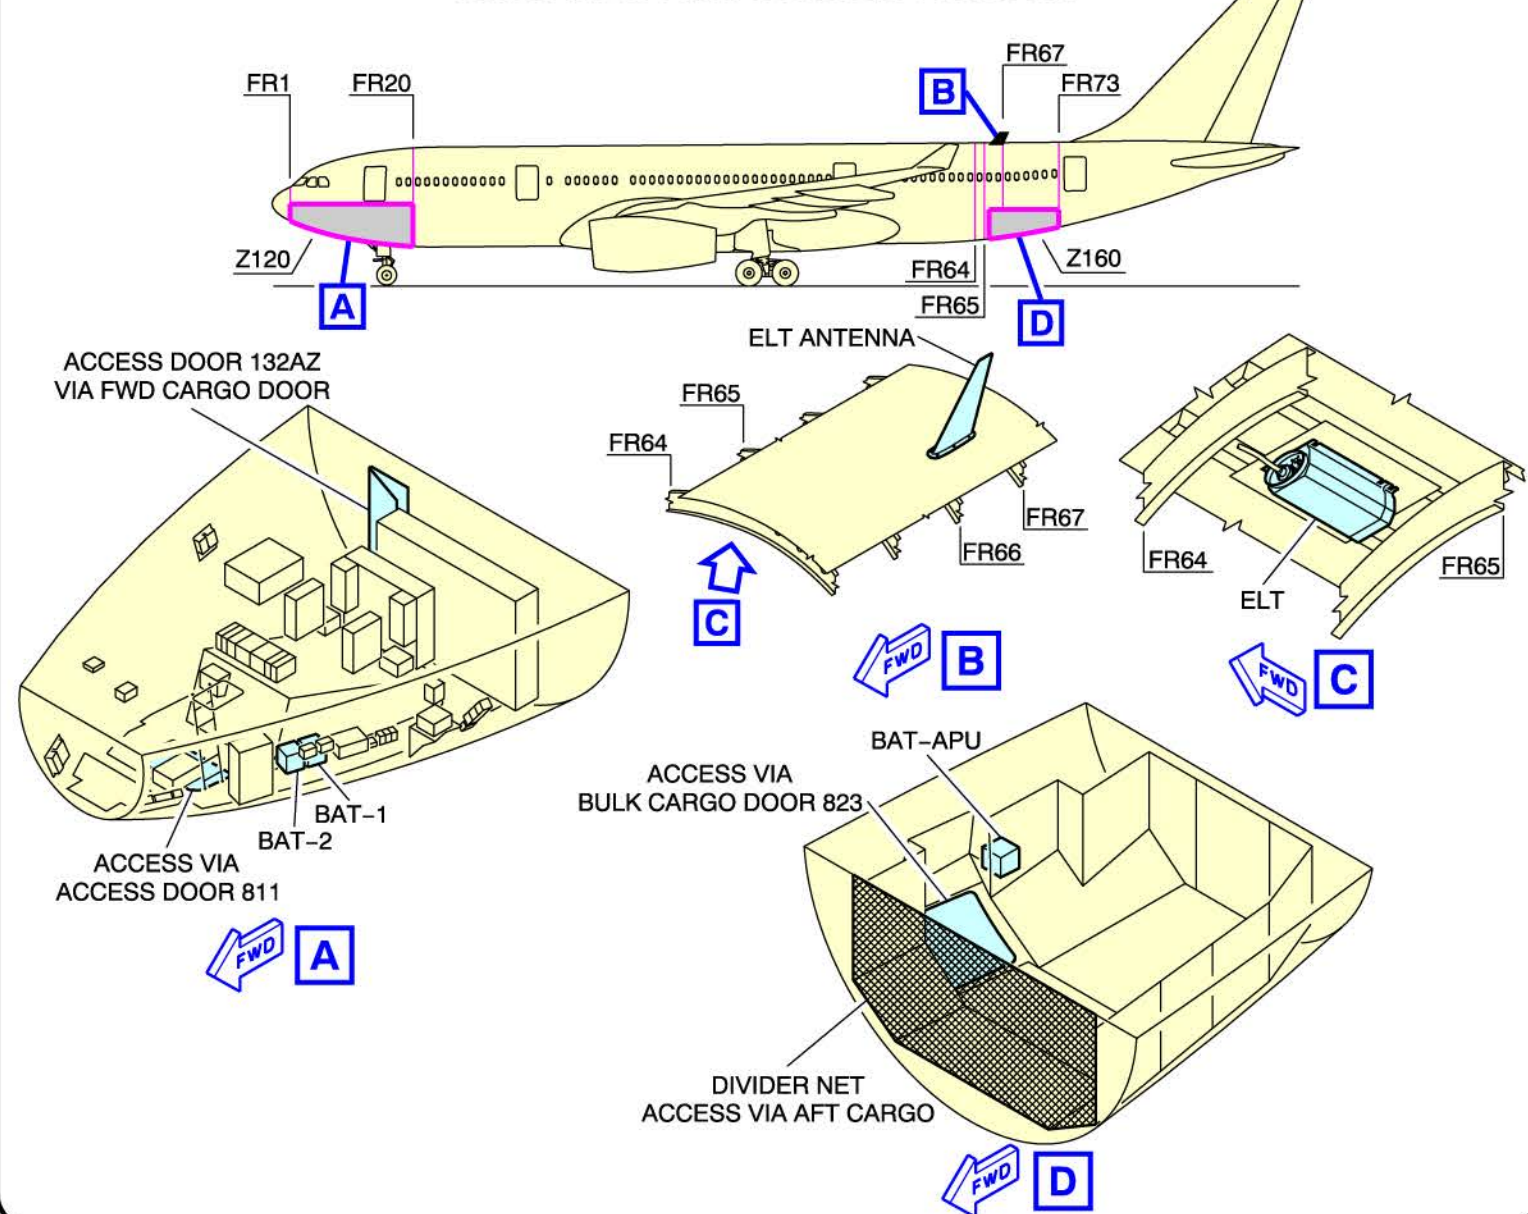 FR67
FR1
FR20
B
FR73
Z120
A
FR64
Z160
FR65
D
ELT ANTENNA
ACCESS DOOR 132AZ
VIA FWD CARGO DOOR
FR65
FR64
FR67
FR66
C
FWD
B
FR64
FR65
ELT
FWD
C
BAT-1
BAT-2
ACCESS VIA
ACCESS DOOR 811
FWD
A
BAT-APU
ACCESS VIA
BULK CARGO DOOR 823
DIVIDER NET
ACCESS VIA AFT CARGO
FWD
D